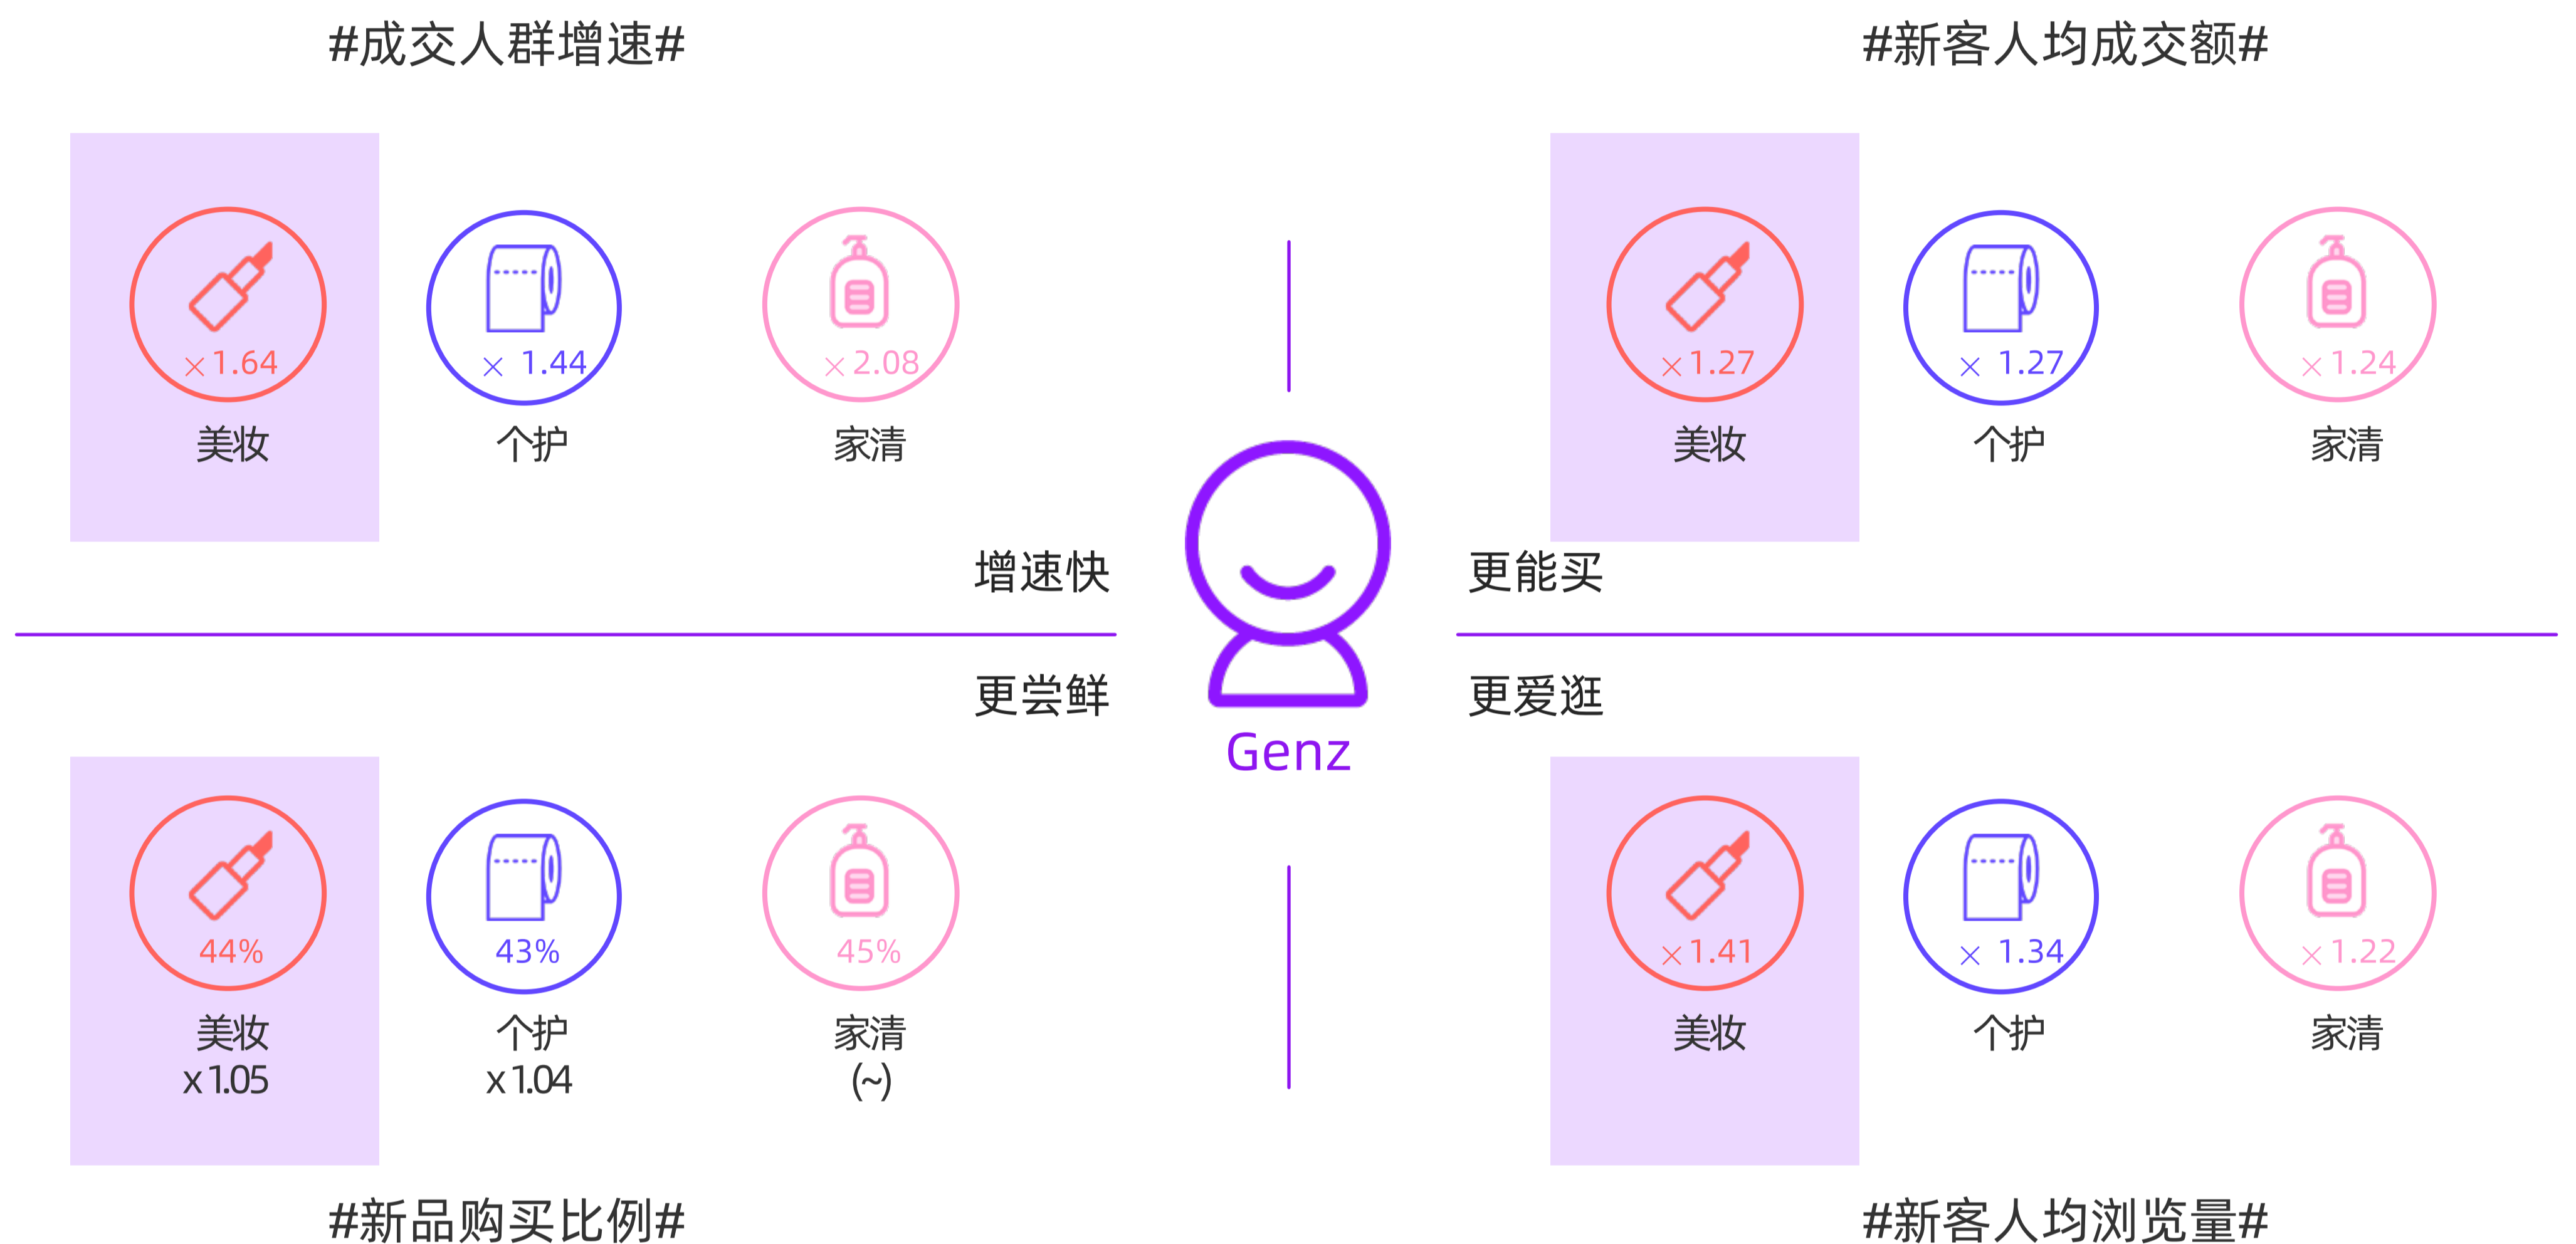 #成交人群增速#
× 1.64
× 1.44
× 2.08
美妆
个护
家清
增速快
#新客人均成交额#
× 1.27
× 1.27
× 1.24
美妆
个护
家清
更能买
Genz
更尝鲜
44%
43%
45%
美妆
个护
家清
x 1.05
x 1.04
(~)
#新品购买比例#
更爱逛
× 1.41
× 1.34
× 1.22
美妆
个护
家清
#新客人均浏览量#